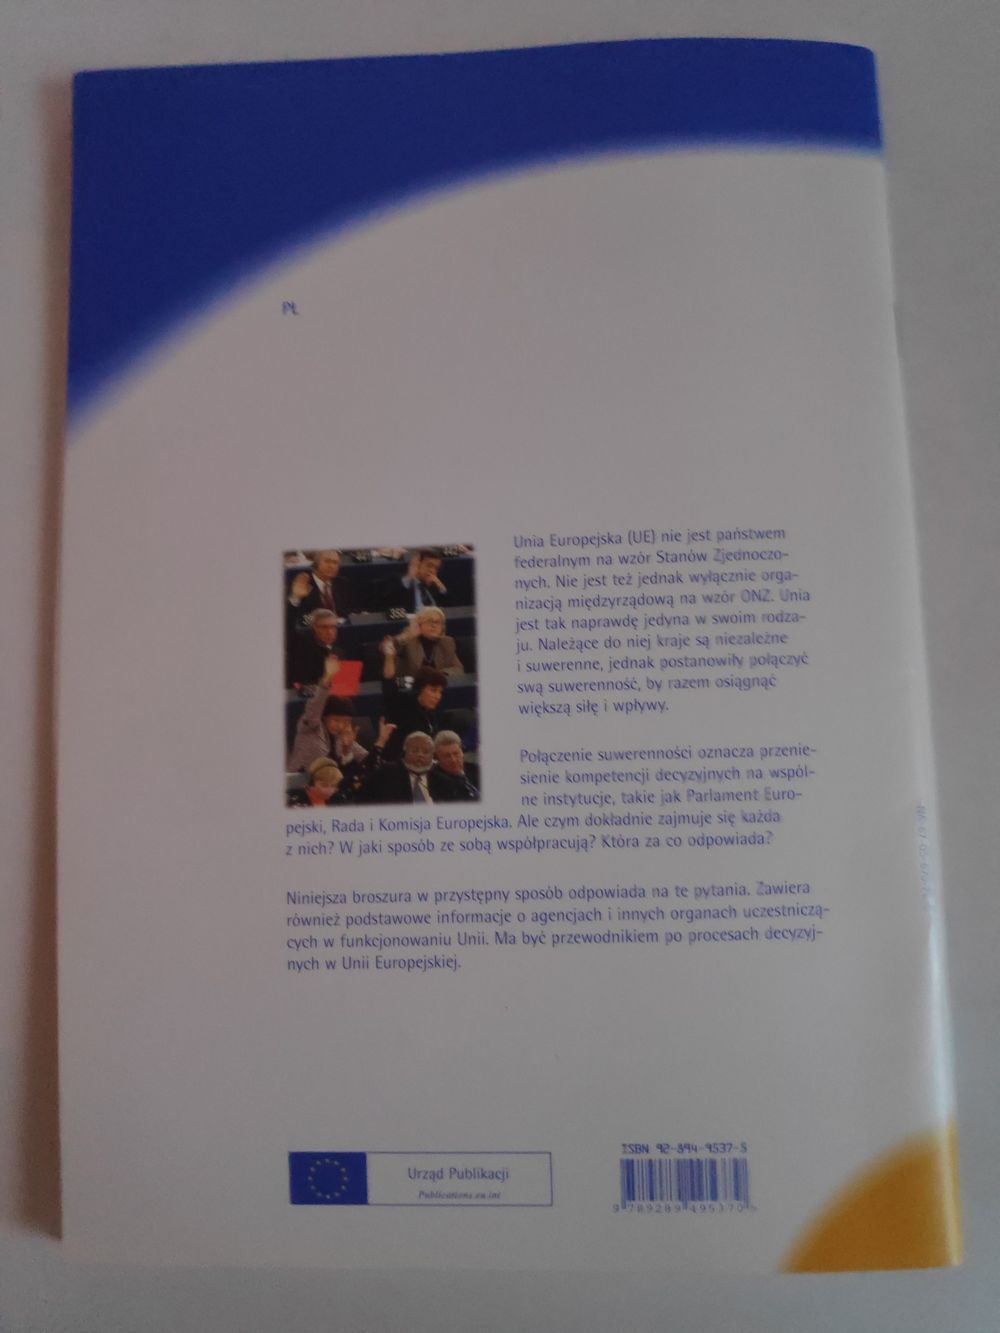 PL
Unia Europejska (UE) nie jest państwem
federalnym na wzór Stanów Zjednoczo-
nych. Nie jest też jednak wyłącznie orga-
nizacją międzyrządową na wzór ONZ. Unia
jest tak naprawdę jedyna w swoim rodza-
ju. Należące do niej kraje są niezależne
i suwerenne, jednak postanowiły połączyć
swą suwerenność, by razem osiągnąć
większą siłę i wpływy.
Połączenie suwerenności oznacza przenie-
sienie kompetencji decyzyjnych na wspól-
ne instytucje, takie jak Parlament Euro-
pejski, Rada i Komisja Europejska. Ale czym dokładnie zajmuje się każda
z nich? W jaki sposób ze sobą współpracują? Która za co odpowiada?
Niniejsza broszura w przystępny sposób odpowiada na te pytania. Zawiera
również podstawowe informacje o agencjach i innych organach uczestniczą-
cych w funkcjonowaniu Unii. Ma być przewodnikiem po procesach decyzyj-
nych w Unii Europejskiej.
Urząd Publikacji
Publications.eu.int
ISBN 92-894-9537-5
9 789289 495370
358